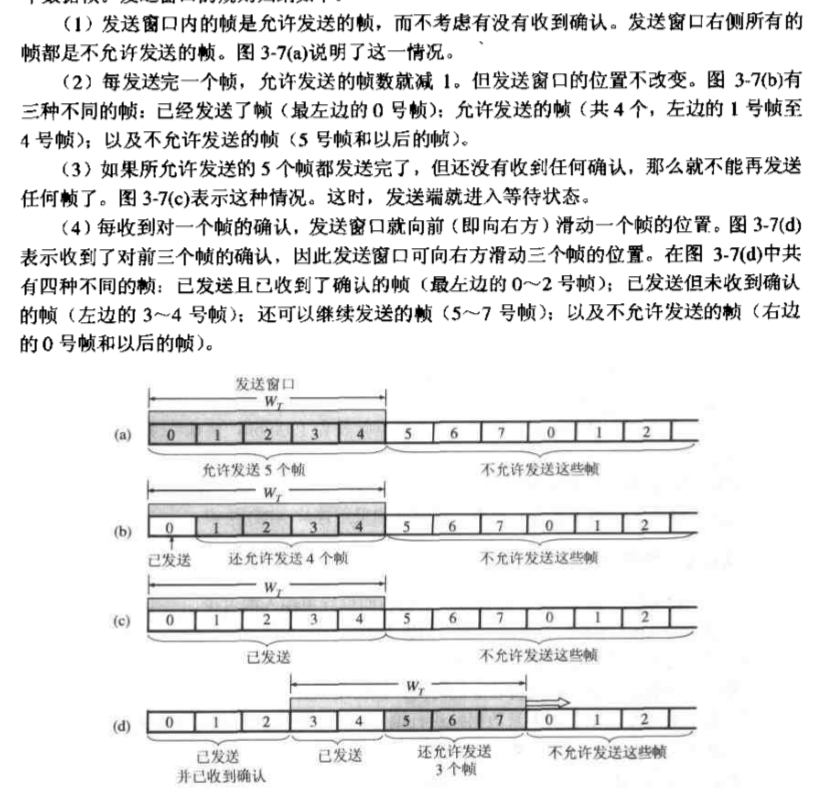 （1）发送窗口内的帧是允许发送的帧，而不考虑有没有收到确认。发送窗口右侧所有的
帧都是不允许发送的帧。图 3-7(a)说明了这一情况。
（2）每发送完一个帧，允许发送的帧数就减 1。但发送窗口的位置不改变。图 3-7(b)有
三种不同的帧：已经发送了帧（最左边的 0 号帧）；允许发送的帧（共 4 个，左边的 1 号帧至
4 号帧）；以及不允许发送的帧（5 号帧和以后的帧）。
（3）如果所允许发送的 5 个帧都发送完了，但还没有收到任何确认，那么就不能再发送
任何帧了。图 3-7(c)表示这种情况。这时，发送端就进入等待状态。
（4）每收到对一个帧的确认，发送窗口就向前（即向右方）滑动一个帧的位置。图 3-7(d)
表示收到了对前三个帧的确认，因此发送窗口可向右方滑动三个帧的位置。在图 3-7(d)中共
有四种不同的帧：已发送且已收到了确认的帧（最左边的 0～2 号帧）；已发送但未收到确认
的帧（左边的 3～4 号帧）；还可以继续发送的帧（5～7 号帧）；以及不允许发送的帧（右边
的 0 号帧和以后的帧）。
发送窗口
W_T
(a) 0 1 2 3 4 5 6 7 0 1 2
允许发送 5 个帧 不允许发送这些帧
W_T
(b) 0 1 2 3 4 5 6 7 0 1 2
已发送 还允许发送 4 个帧 不允许发送这些帧
W_T
(c) 0 1 2 3 4 5 6 7 0 1 2
已发送 不允许发送这些帧
W_T
(d) 0 1 2 3 4 5 6 7 0 1 2
已发送 已发送 还允许发送 不允许发送这些帧
并已收到确认 3 个帧